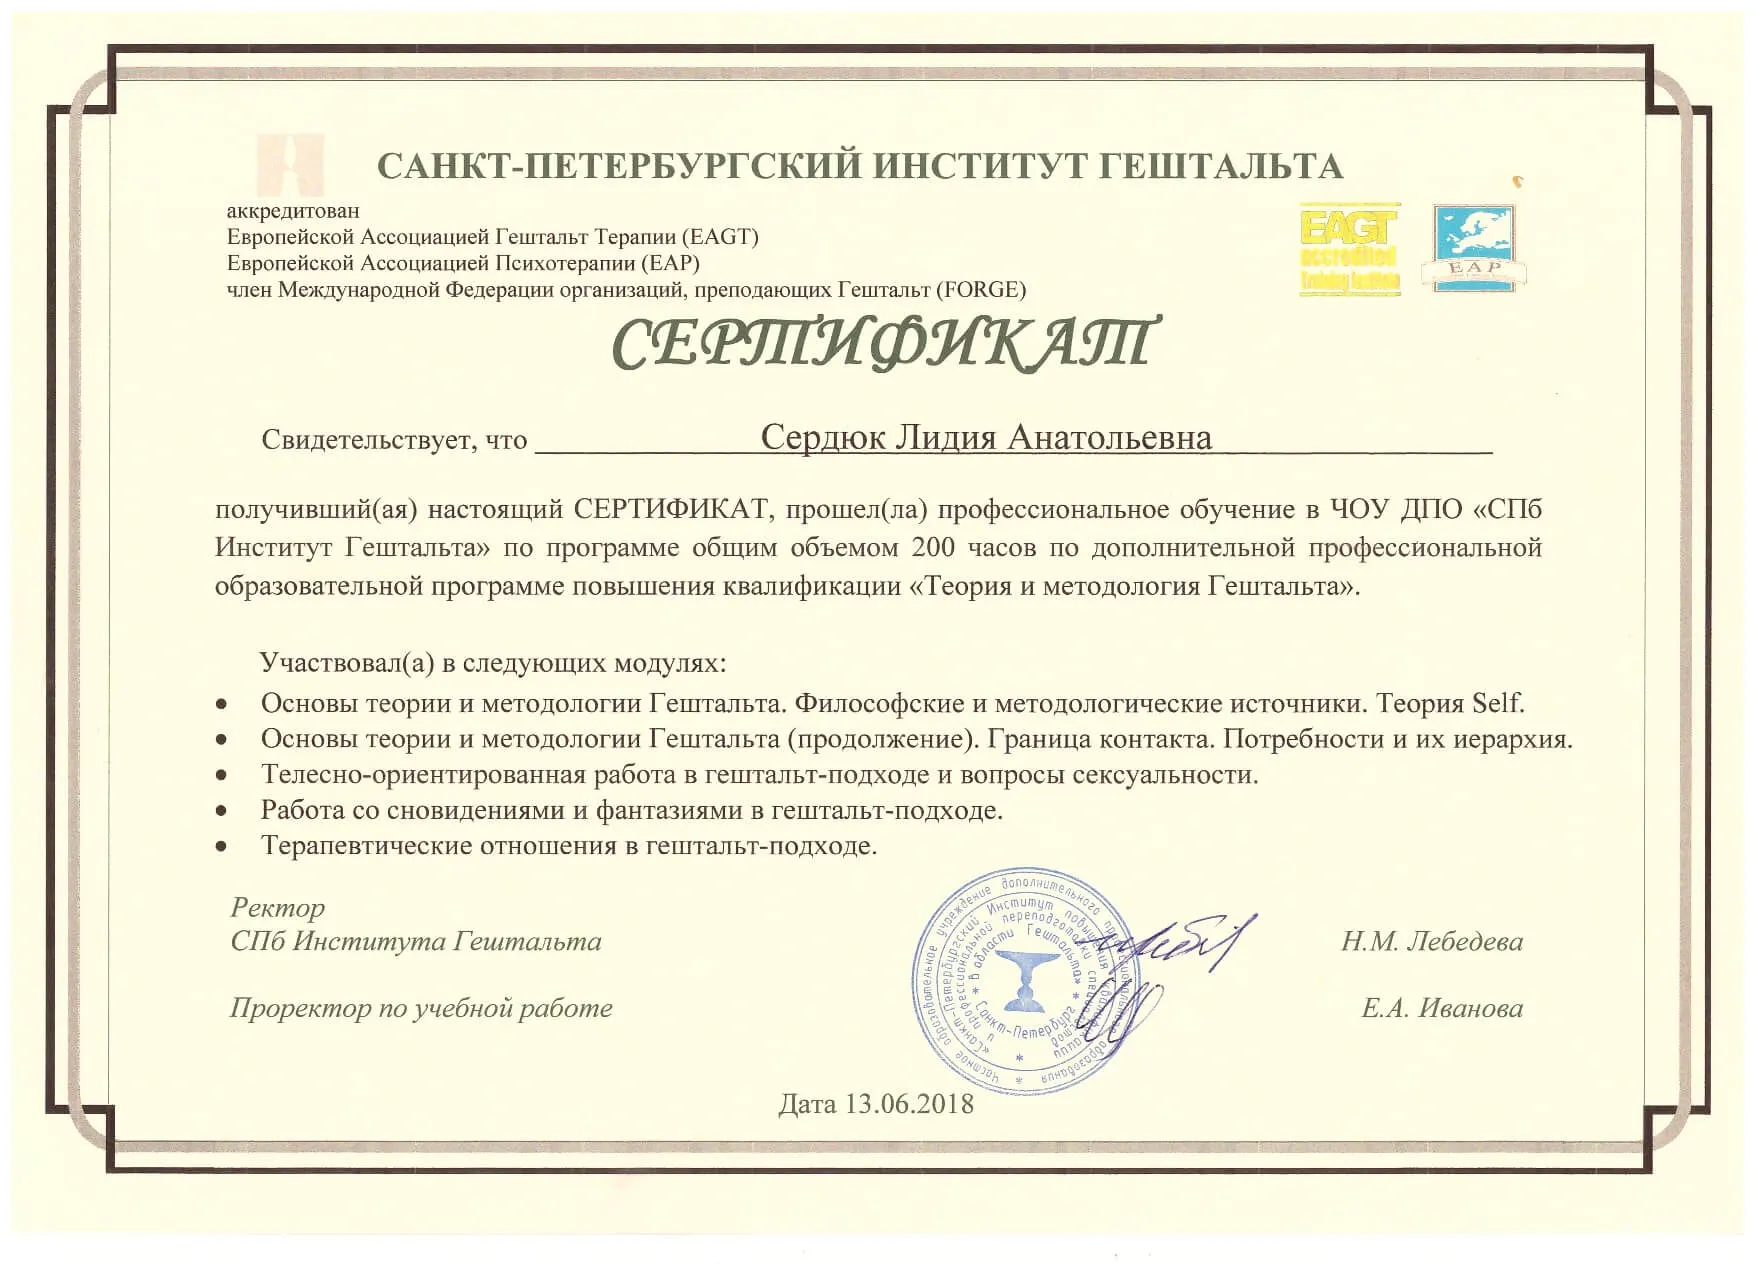 САНКТ-ПЕТЕРБУРГСКИЙ ИНСТИТУТ ГЕШТАЛЬТА
аккредитован
Европейской Ассоциацией Гештальт Терапии (EAGT)
Европейской Ассоциацией Психотерапии (EAP)
член Международной Федерации организаций, преподающих Гештальт (FORGE)
EAGT
accredited
Training Institute
EAP
СЕРТИФИКАТ
Свидетельствует, что Сердюк Лидия Анатольевна
получивший(ая) настоящий СЕРТИФИКАТ, прошел(ла) профессиональное обучение в ЧОУ ДПО «СПб
Институт Гештальта» по программе общим объемом 200 часов по дополнительной профессиональной
образовательной программе повышения квалификации «Теория и методология Гештальта».
Участвовал(а) в следующих модулях:
• Основы теории и методологии Гештальта. Философские и методологические источники. Теория Self.
• Основы теории и методологии Гештальта (продолжение). Граница контакта. Потребности и их иерархия.
• Телесно-ориентированная работа в гештальт-подходе и вопросы сексуальности.
• Работа со сновидениями и фантазиями в гештальт-подходе.
• Терапевтические отношения в гештальт-подходе.
Ректор
СПб Института Гештальта
Н.М. Лебедева
Проректор по учебной работе
Е.А. Иванова
Частное образовательное учреждение дополнительного профессионального образования
«Санкт-Петербургский Институт повышения квалификации
и профессиональной переподготовки специалистов
в области Гештальта»
Санкт-Петербург
Дата 13.06.2018